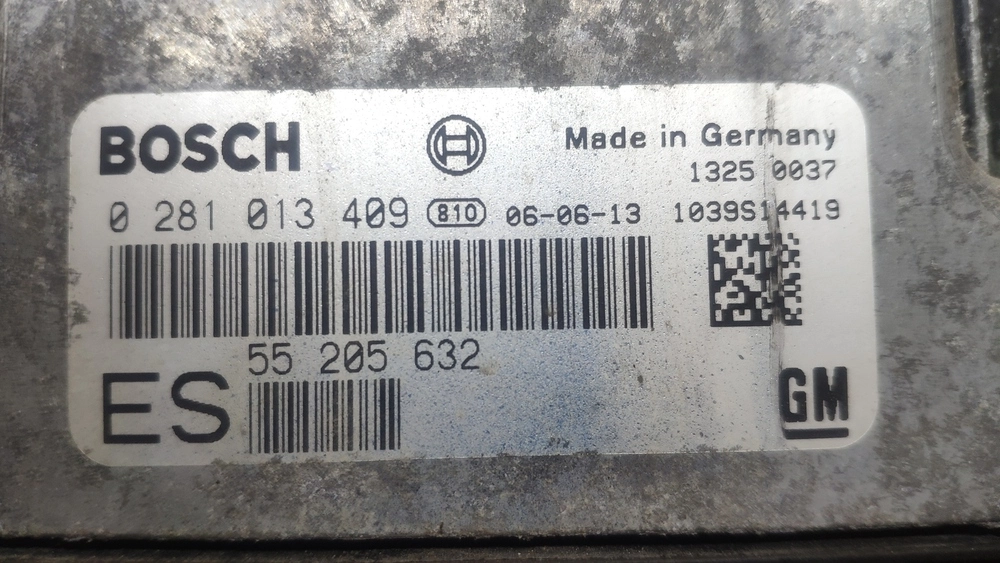 BOSCH Made in Germany
1325 0037
0 281 013 409 810 06-06-13 1039S14419
55 205 632
ES
GM